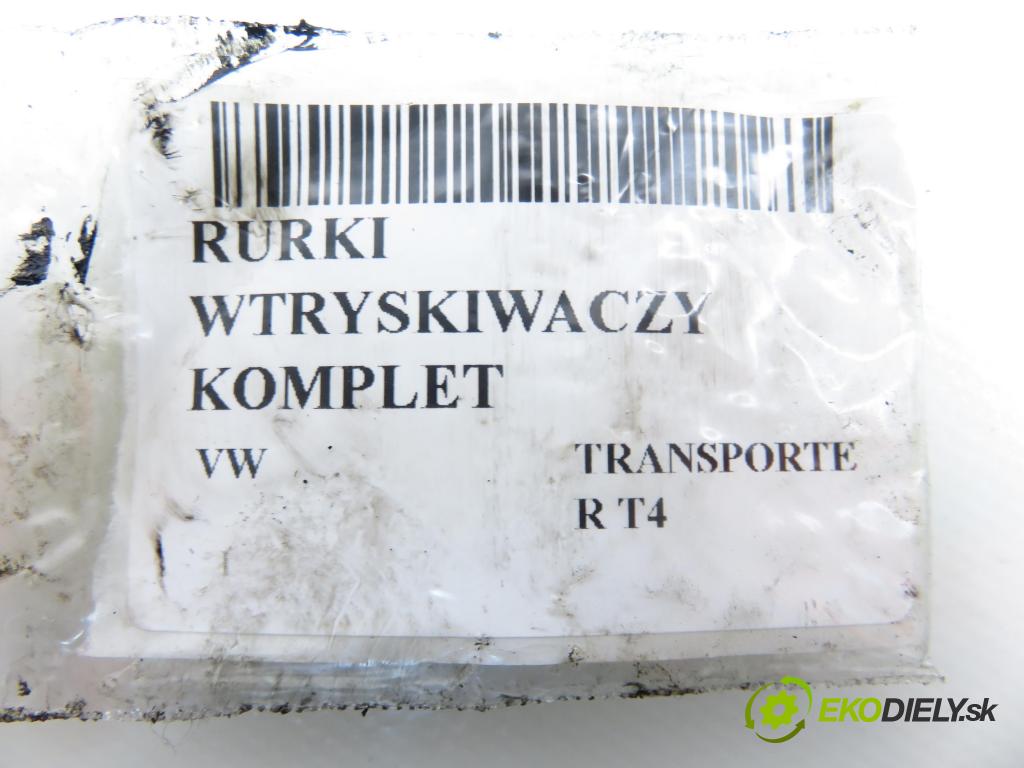 RURKI
WTRYSKIWACZY
KOMPLET
VW TRANSPORTE
R T4
EKODIELY.sk